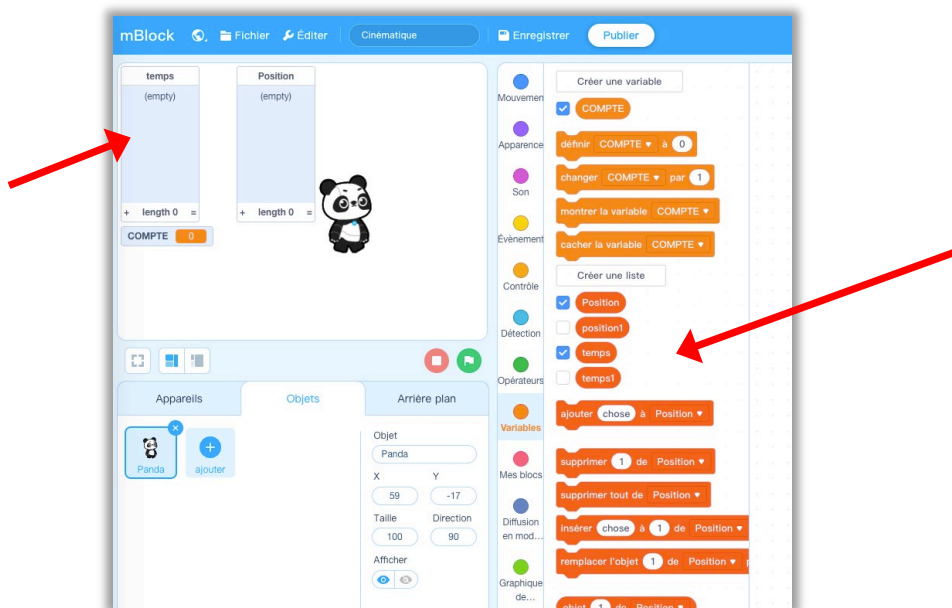 mBlock Fichier Éditer Cinématique Enregistrer Publier
temps Position
(empty) (empty)
+ length 0 = + length 0 =
COMPTE 0
Appareils Objets Arrière plan
Panda ajouter
Objet
Panda
X Y
59 -17
Taille Direction
100 90
Afficher
Mouvemen
Apparence
Son
Évènement
Contrôle
Détection
Opérateurs
Variables
Mes blocs
Diffusion
en mod...
Graphique
de...
Créer une variable
COMPTE
définir COMPTE à 0
changer COMPTE par 1
montrer la variable COMPTE
cacher la variable COMPTE
Créer une liste
Position
position1
temps
temps1
ajouter chose à Position
supprimer 1 de Position
supprimer tout de Position
insérer chose à 1 de Position
remplacer l'objet 1 de Position
objet 1 de Position